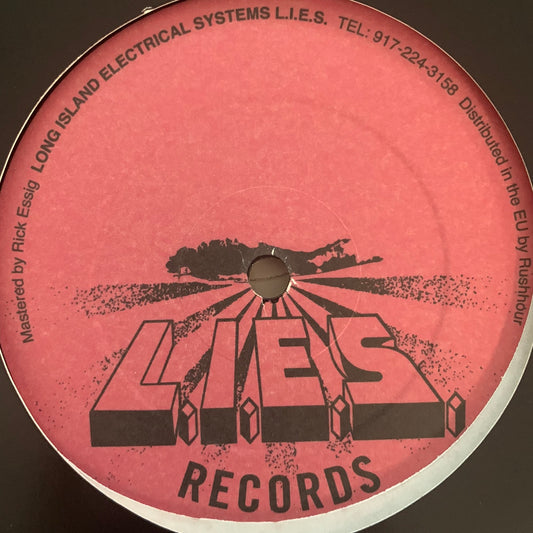 Mastered by Rick Essig LONG ISLAND ELECTRICAL SYSTEMS L.I.E.S. TEL: 917-224-3158 Distributed in the EU by Rushhour
L.I.E.S.
RECORDS